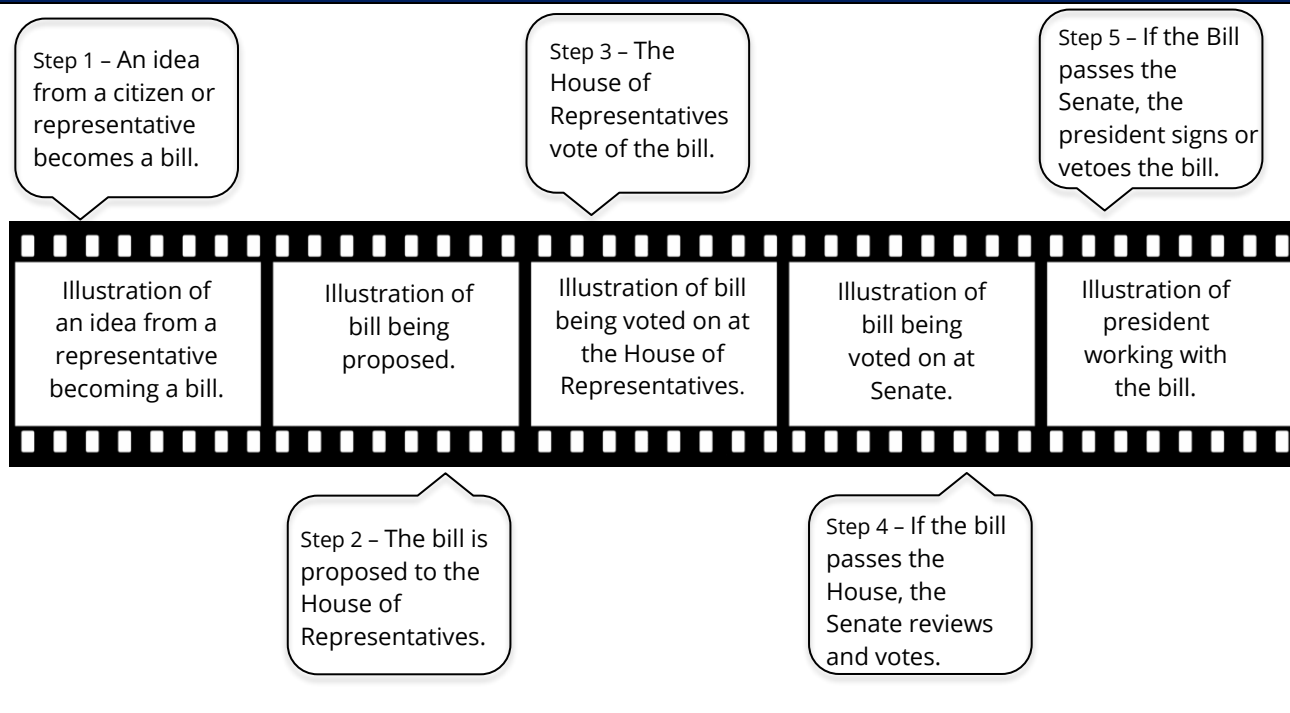 Step 1 – An idea
from a citizen or
representative
becomes a bill.
Step 3 – The
House of
Representatives
vote of the bill.
Step 5 – If the Bill
passes the
Senate, the
president signs or
vetoes the bill.
Illustration of
an idea from a
representative
becoming a bill.
Illustration of
bill being
proposed.
Illustration of bill
being voted on at
the House of
Representatives.
Illustration of
bill being
voted on at
Senate.
Illustration of
president
working with
the bill.
Step 2 – The bill is
proposed to the
House of
Representatives.
Step 4 – If the bill
passes the
House, the
Senate reviews
and votes.